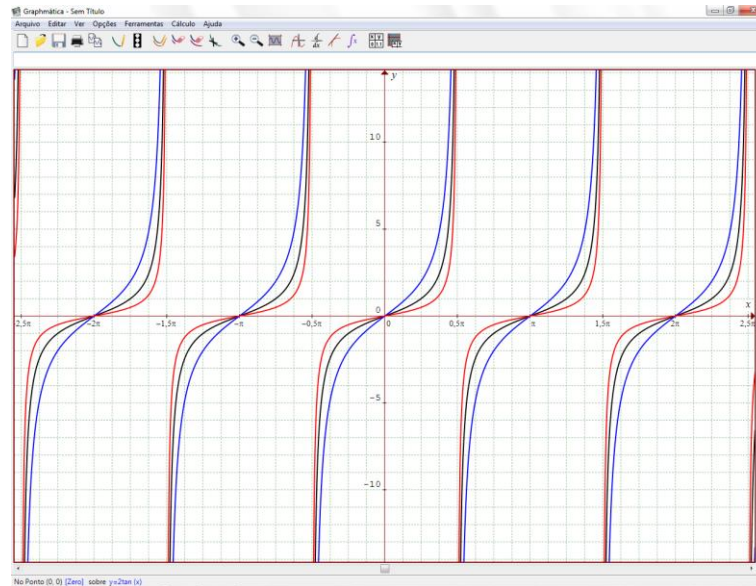 Graphmática - Sem Título
Arquivo Editar Ver Opções Ferramentas Cálculo Ajuda
y
10
5
x
2,5π −2π −1,5π −π −0,5π 0 0,5π π 1,5π 2π 2,5π
−5
−10
No Ponto (0, 0) [Zero] sobre y=2tan (x)